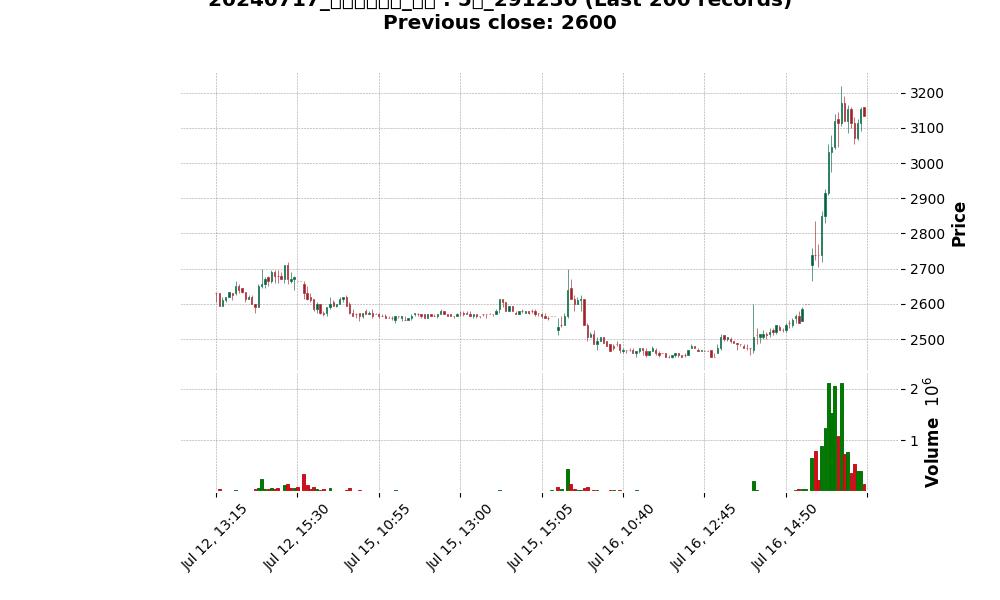 20240717_ : 5 _291230 (Last 200 records)
Previous close: 2600
3200
3100
3000
2900
2800
2700
2600
2500
Price
2
1
Volume 10^6
Jul 12, 13:15
Jul 12, 15:30
Jul 15, 10:55
Jul 15, 13:00
Jul 15, 15:05
Jul 16, 10:40
Jul 16, 12:45
Jul 16, 14:50